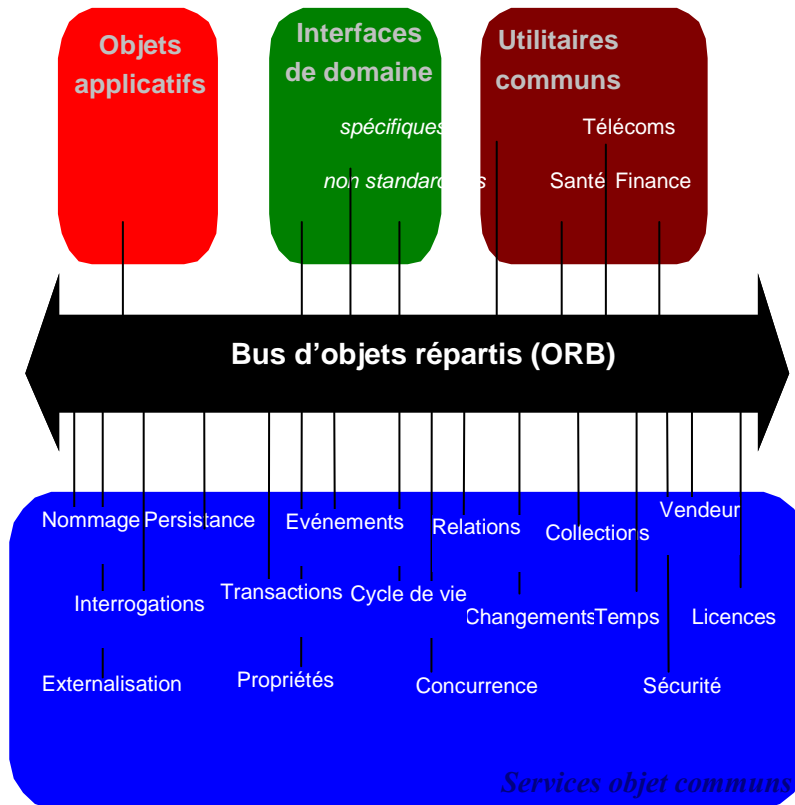 Objets
applicatifs
Interfaces
de domaine
spécifiques
non
Utilitaires
communs
Télécoms
Santé Finance
Bus d’objets répartis (ORB)
Nommage Persistance Evénements Relations Collections Vendeur
Interrogations Transactions Cycle de vie Changements Temps Licences
Externalisation Propriétés Concurrence Sécurité
Services objet communs